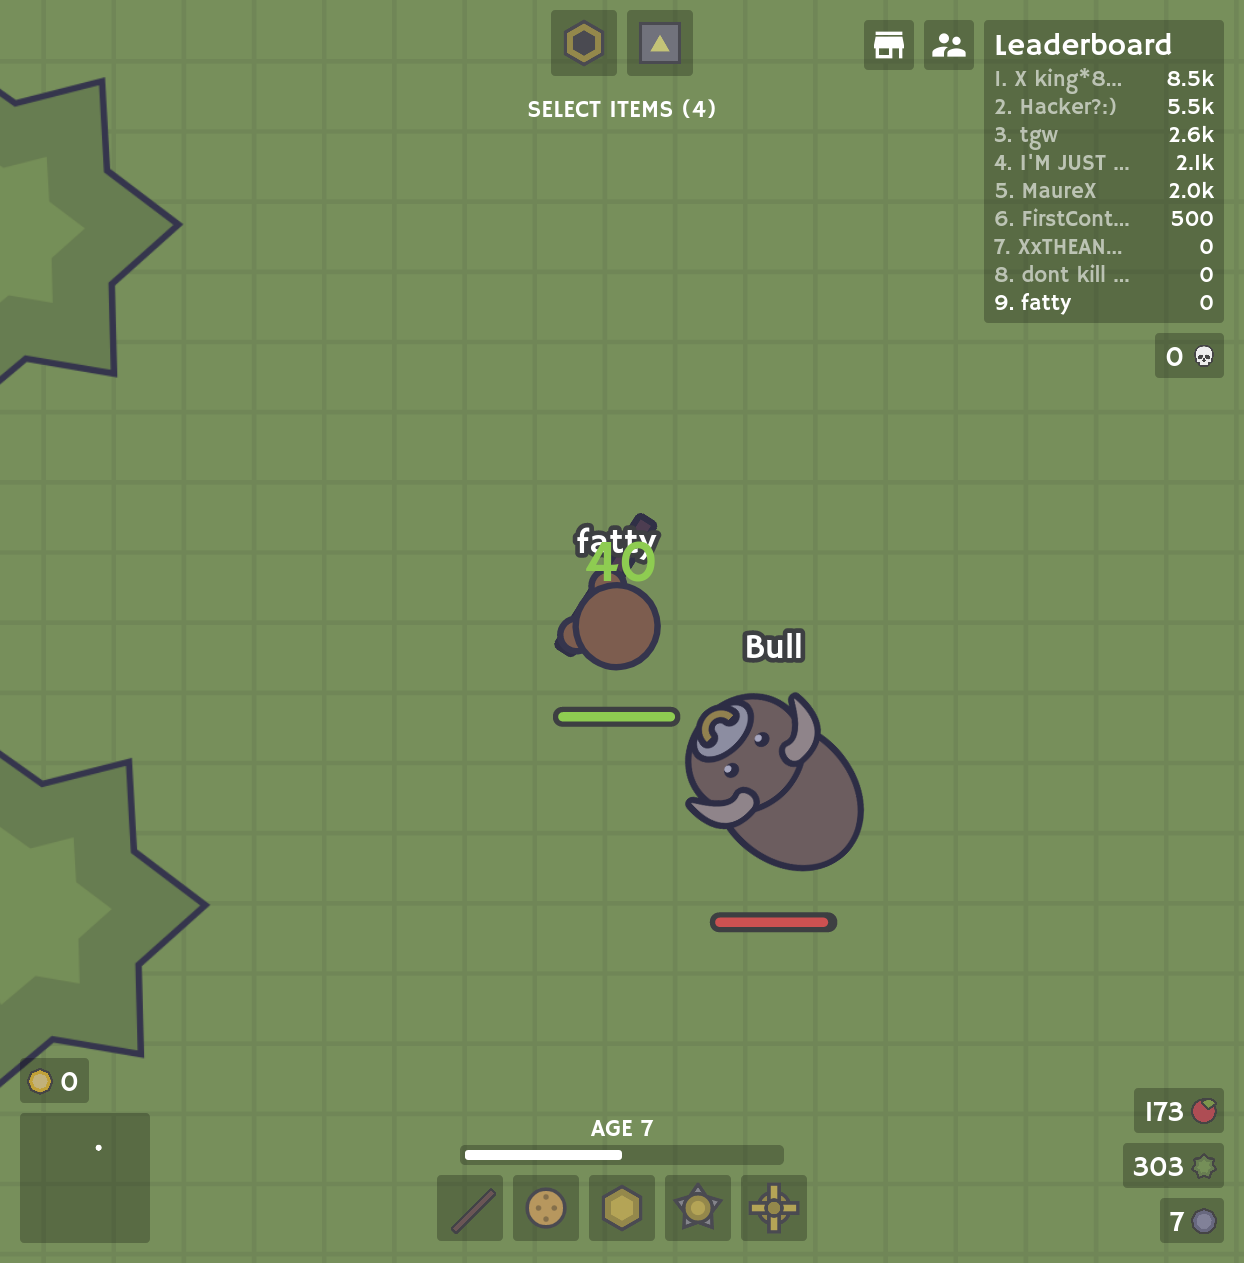 SELECT ITEMS (4)
Leaderboard
1. X king*8... 8.5k
2. Hacker?:) 5.5k
3. tgw 2.6k
4. I'M JUST ... 2.1k
5. MaureX 2.0k
6. FirstCont... 500
7. XxTHEAN... 0
8. dont kill ... 0
9. fatty 0
0
fatty
40
Bull
0
AGE 7
173
303
7